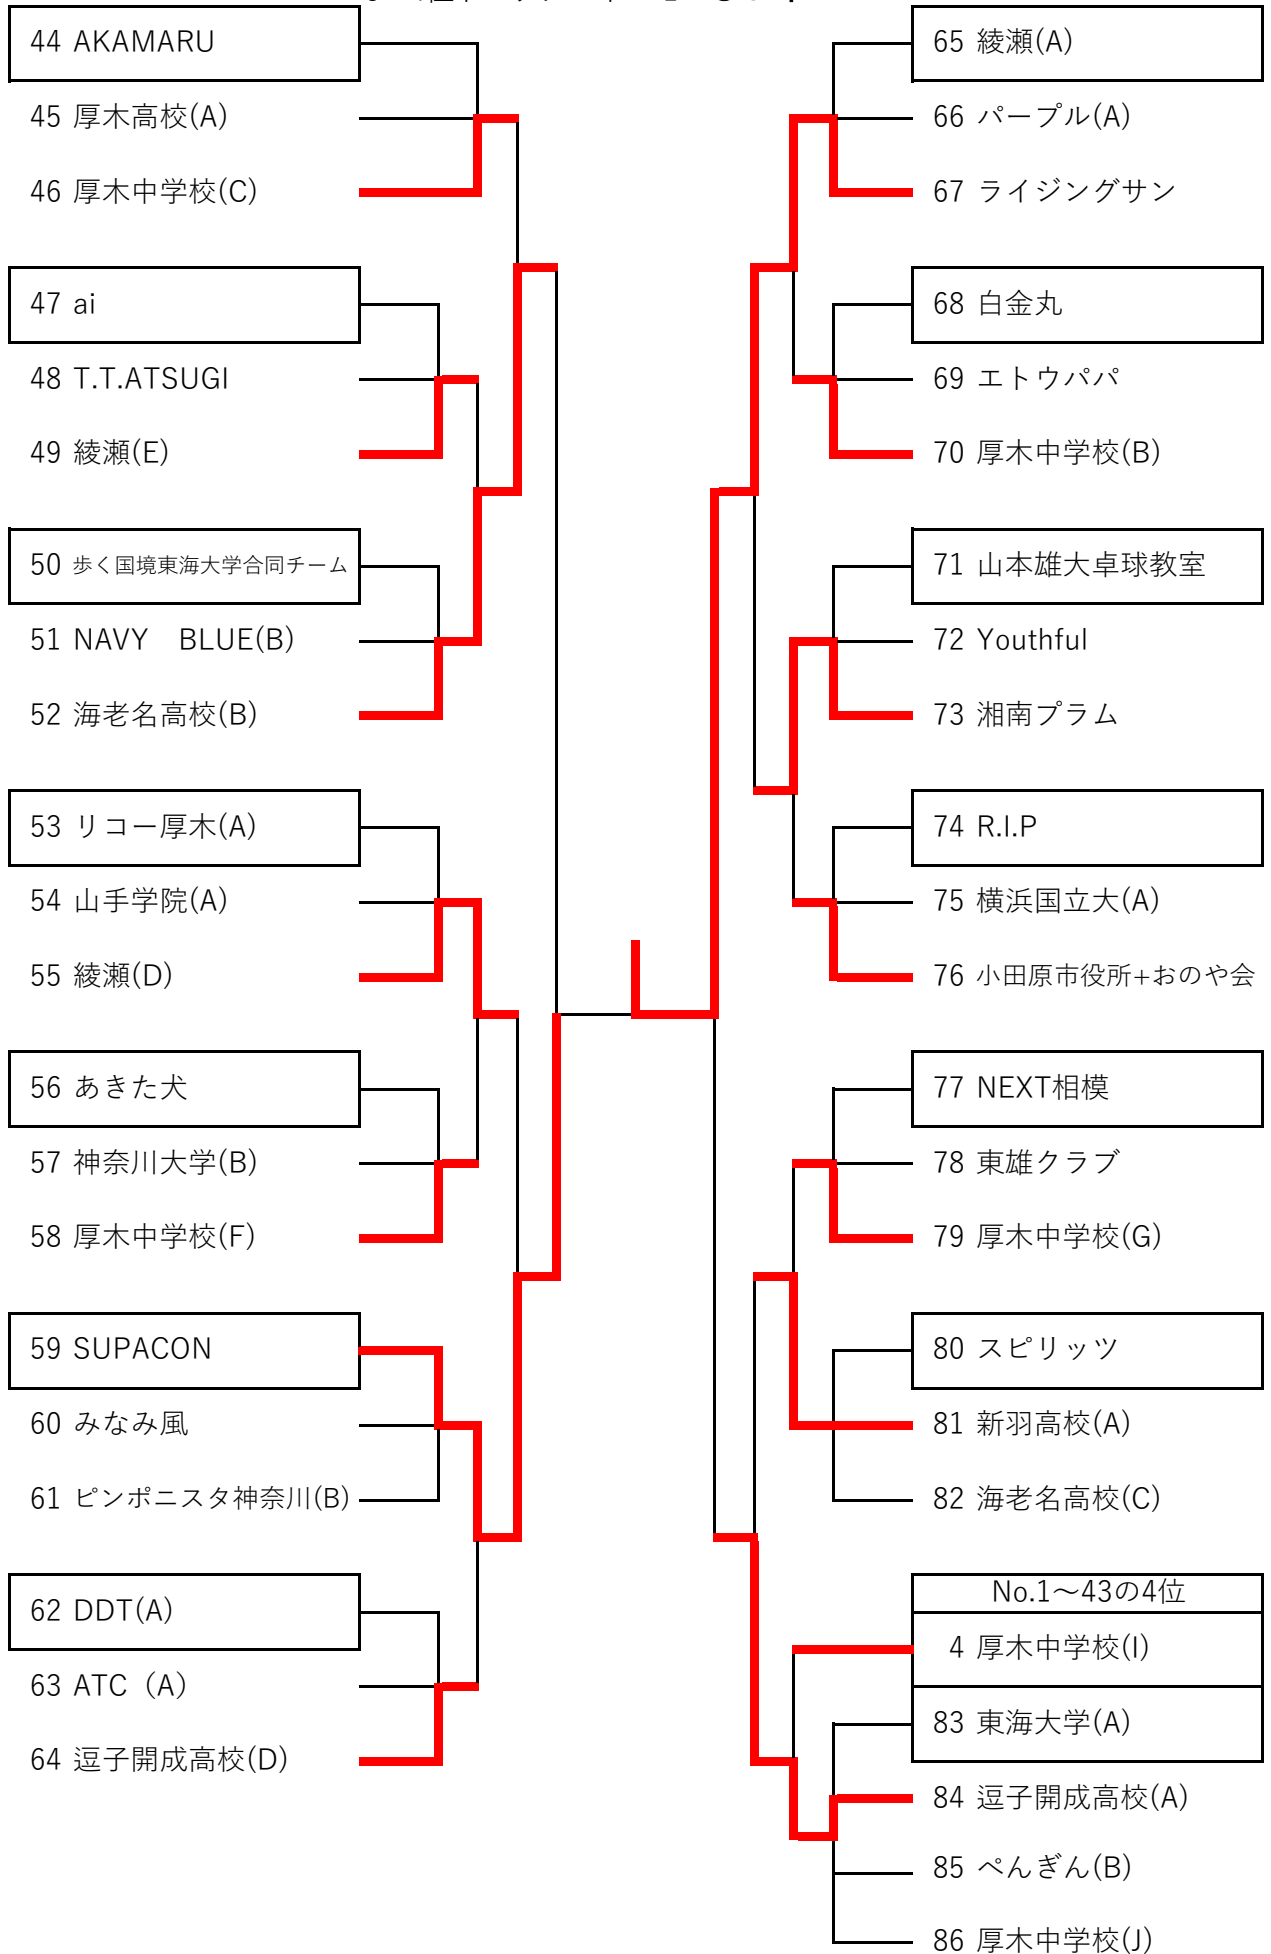 44 AKAMARU
45 厚木高校(A)
46 厚木中学校(C)
47 ai
48 T.T.ATSUGI
49 綾瀬(E)
50 歩く国境東海大学合同チーム
51 NAVY　BLUE(B)
52 海老名高校(B)
53 リコー厚木(A)
54 山手学院(A)
55 綾瀬(D)
56 あきた犬
57 神奈川大学(B)
58 厚木中学校(F)
59 SUPACON
60 みなみ風
61 ピンポニスタ神奈川(B)
62 DDT(A)
63 ATC（A）
64 逗子開成高校(D)
65 綾瀬(A)
66 パープル(A)
67 ライジングサン
68 白金丸
69 エトウパパ
70 厚木中学校(B)
71 山本雄大卓球教室
72 Youthful
73 湘南プラム
74 R.I.P
75 横浜国立大(A)
76 小田原市役所+おのや会
77 NEXT相模
78 東雄クラブ
79 厚木中学校(G)
80 スピリッツ
81 新羽高校(A)
82 海老名高校(C)
No.1～43の4位
4 厚木中学校(I)
83 東海大学(A)
84 逗子開成高校(A)
85 ぺんぎん(B)
86 厚木中学校(J)